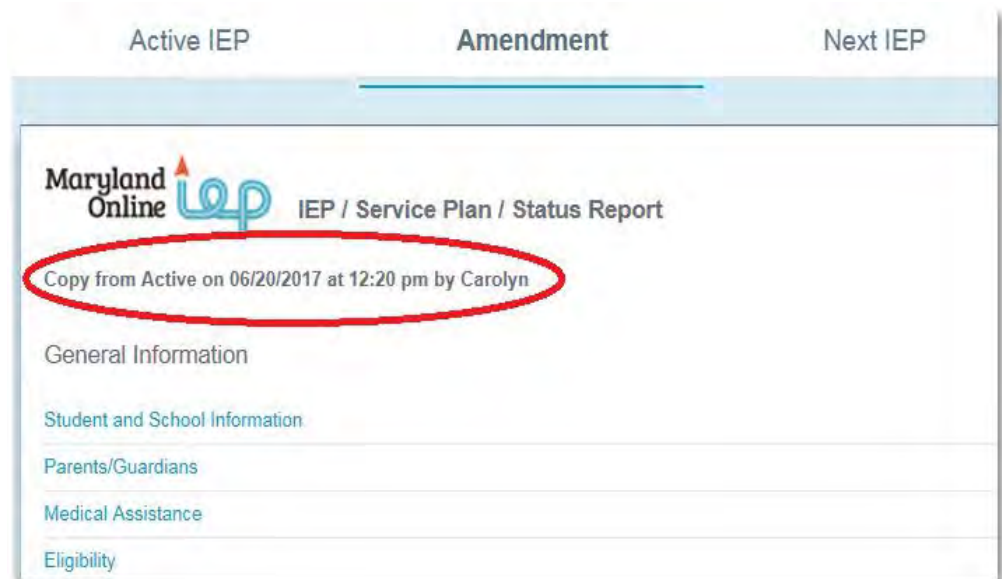 Active IEP Amendment Next IEP
Maryland
Online iep IEP / Service Plan / Status Report
Copy from Active on 06/20/2017 at 12:20 pm by Carolyn
General Information
Student and School Information
Parents/Guardians
Medical Assistance
Eligibility